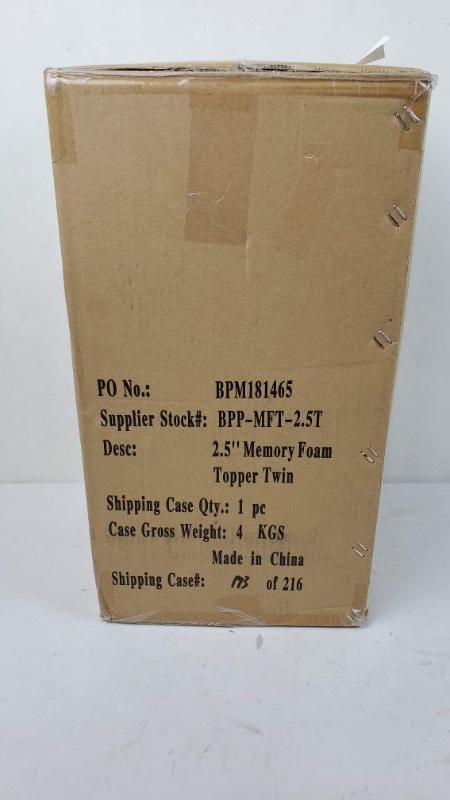 PO No.: BPM181465
Supplier Stock#: BPP-MFT-2.5T
Desc: 2.5'' Memory Foam
Topper Twin
Shipping Case Qty.: 1 pc
Case Gross Weight: 4 KGS
Made in China
Shipping Case#: 173 of 216